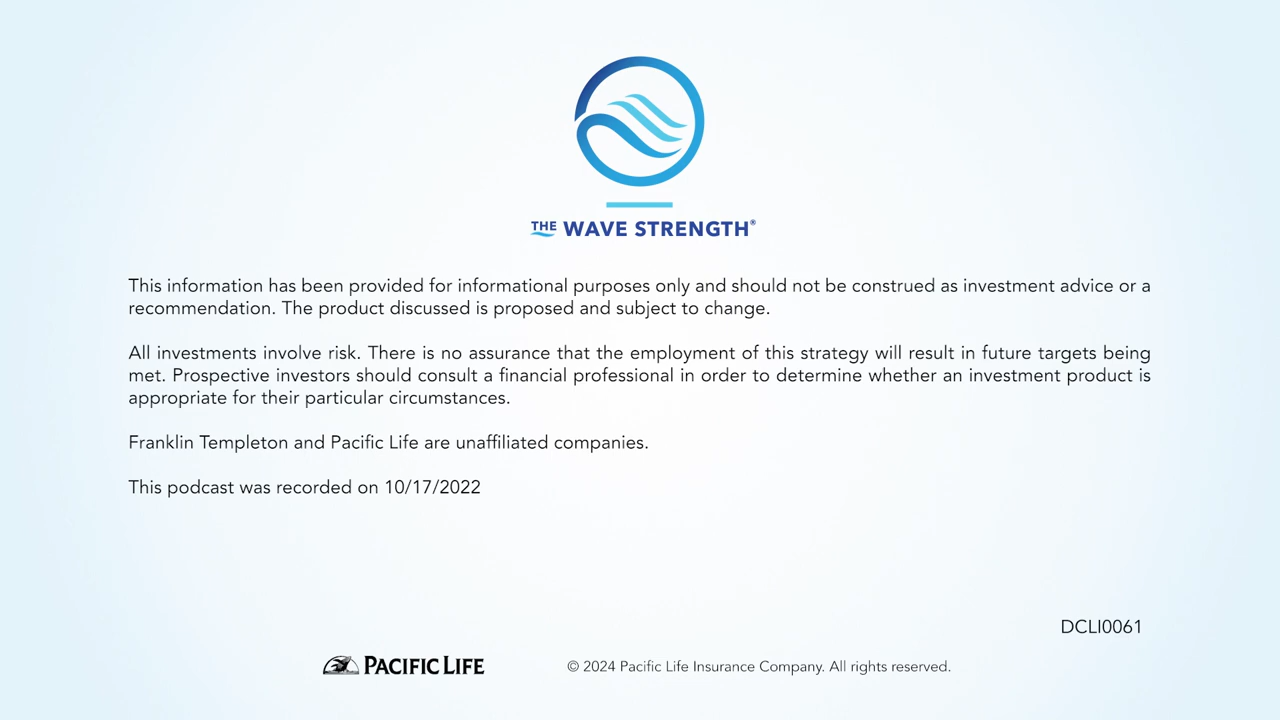 THE WAVE STRENGTH®
This information has been provided for informational purposes only and should not be construed as investment advice or a
recommendation. The product discussed is proposed and subject to change.
All investments involve risk. There is no assurance that the employment of this strategy will result in future targets being
met. Prospective investors should consult a financial professional in order to determine whether an investment product is
appropriate for their particular circumstances.
Franklin Templeton and Pacific Life are unaffiliated companies.
This podcast was recorded on 10/17/2022
DCLI0061
PACIFIC LIFE
© 2024 Pacific Life Insurance Company. All rights reserved.